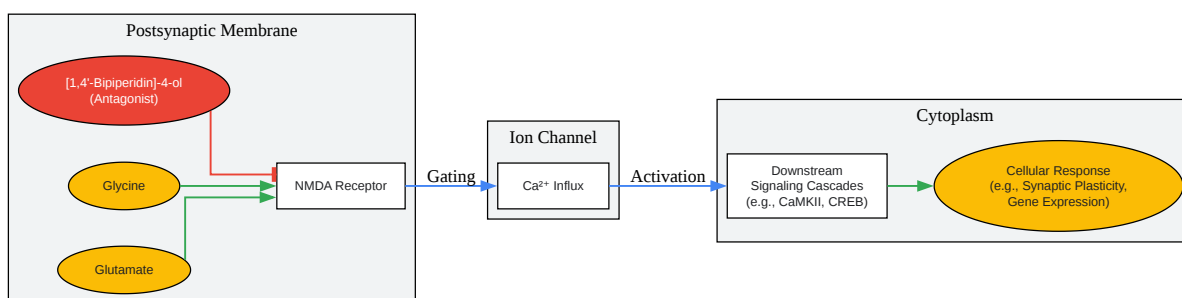 Postsynaptic Membrane
[1,4'-Bipiperidin]-4-ol
(Antagonist)
Glycine
Glutamate
NMDA Receptor
Gating
Ion Channel
Ca²⁺ Influx
Activation
Cytoplasm
Downstream
Signaling Cascades
(e.g., CaMKII, CREB)
Cellular Response
(e.g., Synaptic Plasticity,
Gene Expression)